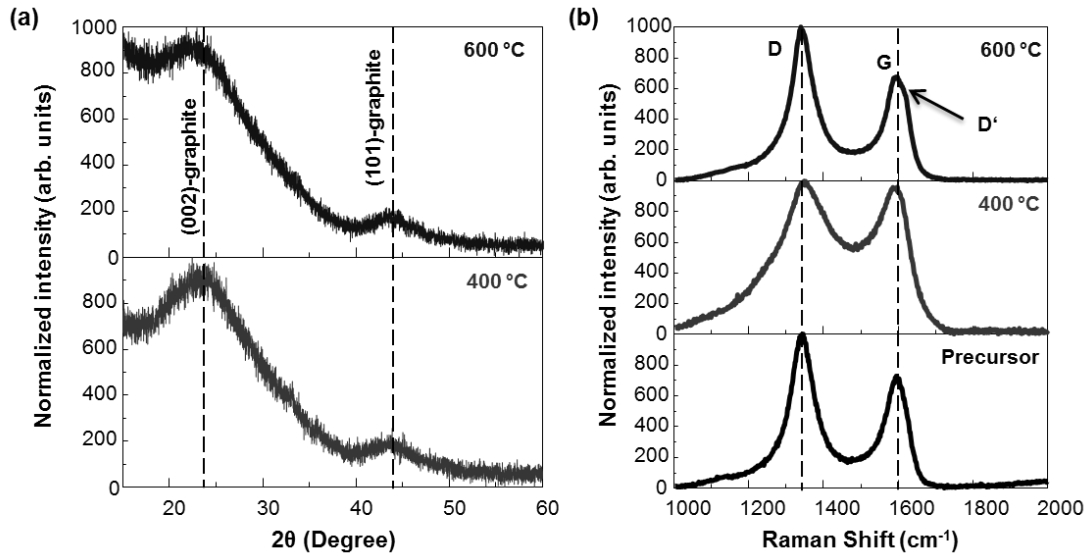 (a)
Normalized intensity (arb. units)
1000
800
600
400
200
0
600 °C
(002)-graphite
(101)-graphite
800
600
400
200
0
400 °C
20
30
40
50
60
2θ (Degree)
(b)
Normalized intensity (arb. units)
1000
800
600
400
200
0
D
G
600 °C
D‘
800
600
400
200
0
400 °C
800
600
400
200
0
Precursor
1000
1200
1400
1600
1800
2000
Raman Shift (cm⁻¹)